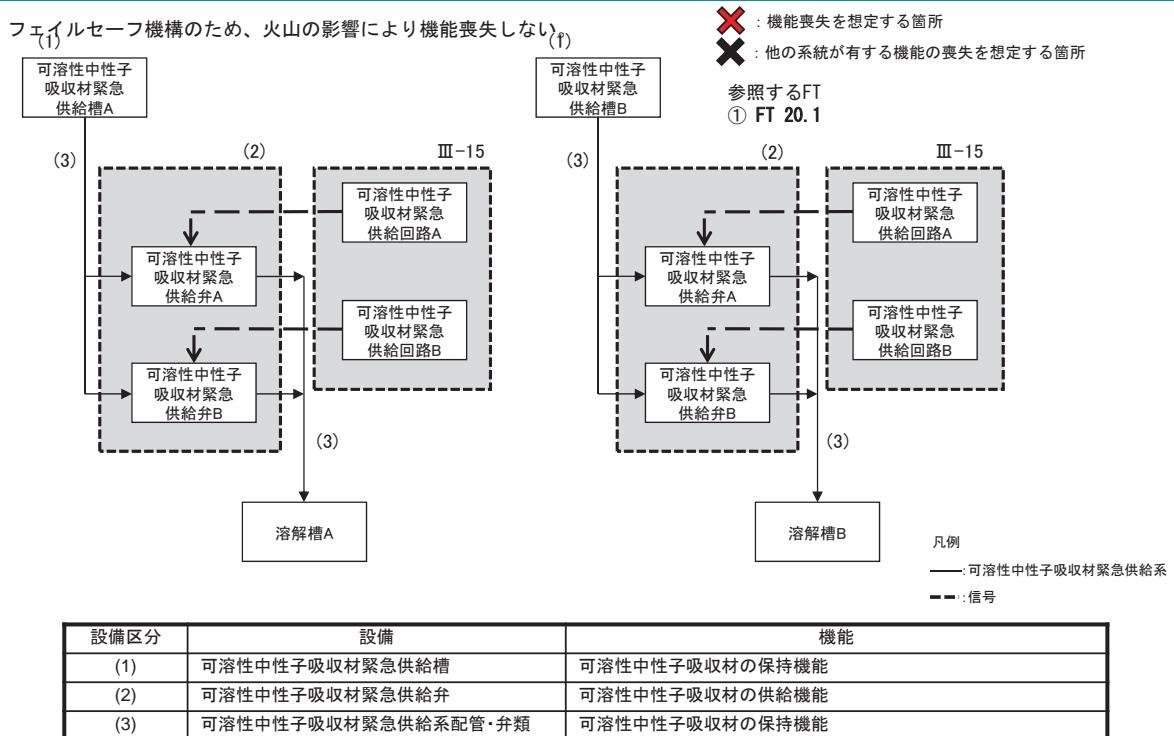 フェイルセーフ機構のため、火山の影響により機能喪失しない。
：機能喪失を想定する箇所
：他の系統が有する機能の喪失を想定する箇所
参照するFT
① FT 20.1
(1)
可溶性中性子
吸収材緊急
供給槽A
(3)
(2)
Ⅲ-15
可溶性中性子
吸収材緊急
供給回路A
可溶性中性子
吸収材緊急
供給弁A
可溶性中性子
吸収材緊急
供給回路B
可溶性中性子
吸収材緊急
供給弁B
(3)
溶解槽A
(1)
可溶性中性子
吸収材緊急
供給槽B
(3)
(2)
Ⅲ-15
可溶性中性子
吸収材緊急
供給回路A
可溶性中性子
吸収材緊急
供給弁A
可溶性中性子
吸収材緊急
供給回路B
可溶性中性子
吸収材緊急
供給弁B
(3)
溶解槽B
凡例
:可溶性中性子吸収材緊急供給系
:信号
設備区分 設備 機能
(1) 可溶性中性子吸収材緊急供給槽 可溶性中性子吸収材の保持機能
(2) 可溶性中性子吸収材緊急供給弁 可溶性中性子吸収材の供給機能
(3) 可溶性中性子吸収材緊急供給系配管・弁類 可溶性中性子吸収材の保持機能